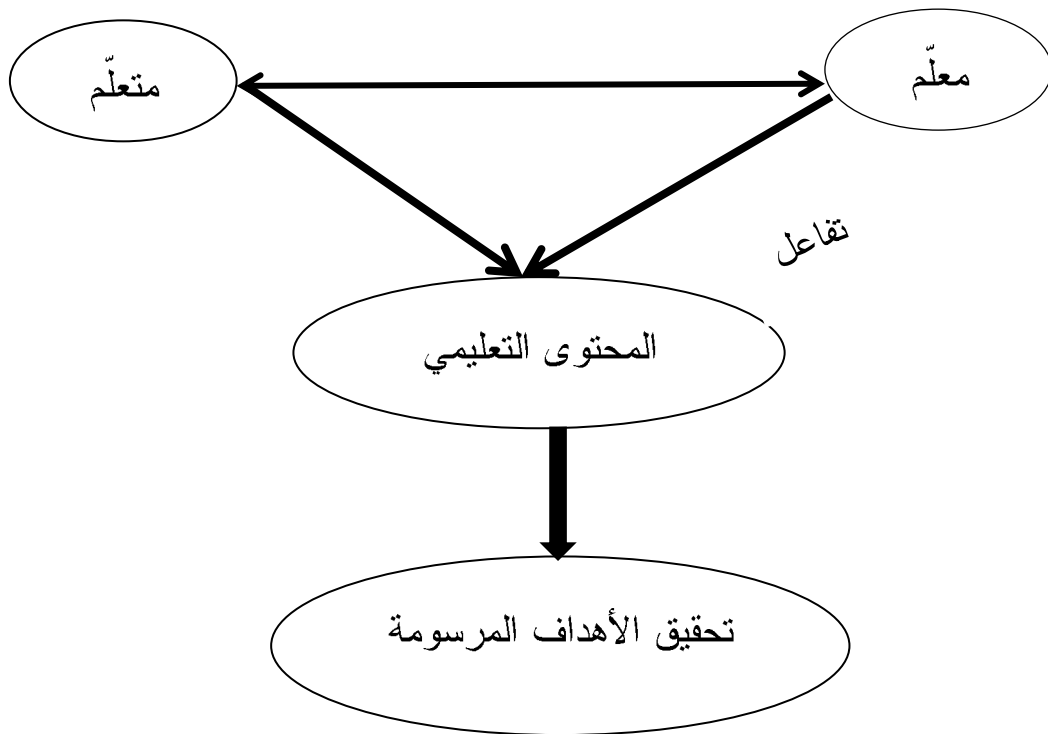 معلّم
متعلّم
تفاعل
المحتوى التعليمي
تحقيق الأهداف المرسومة